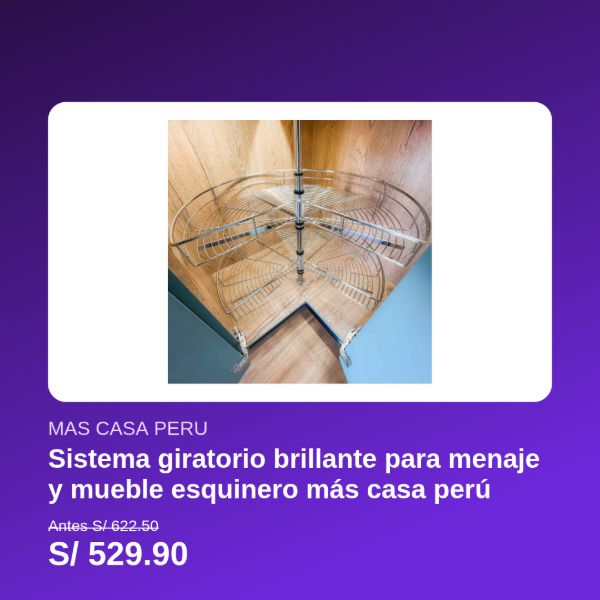 MAS CASA PERU
Sistema giratorio brillante para menaje
y mueble esquinero más casa perú
Antes S/ 622.50
S/ 529.90